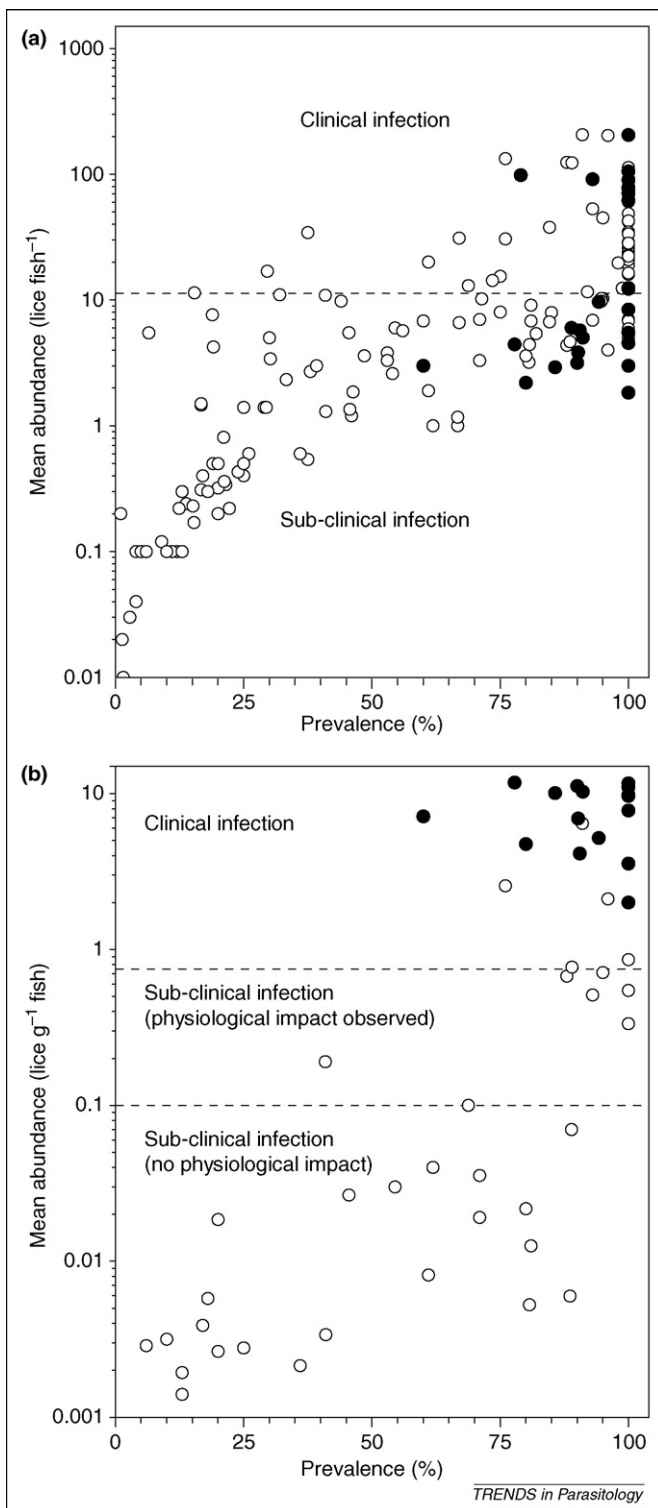 (a)
1000
100
10
1
0.1
0.01
Mean abundance (lice fish⁻¹)
Clinical infection
Sub-clinical infection
0 25 50 75 100
Prevalence (%)
(b)
10
1
0.1
0.01
0.001
Mean abundance (lice g⁻¹ fish)
Clinical infection
Sub-clinical infection
(physiological impact observed)
Sub-clinical infection
(no physiological impact)
0 25 50 75 100
Prevalence (%)
TRENDS in Parasitology